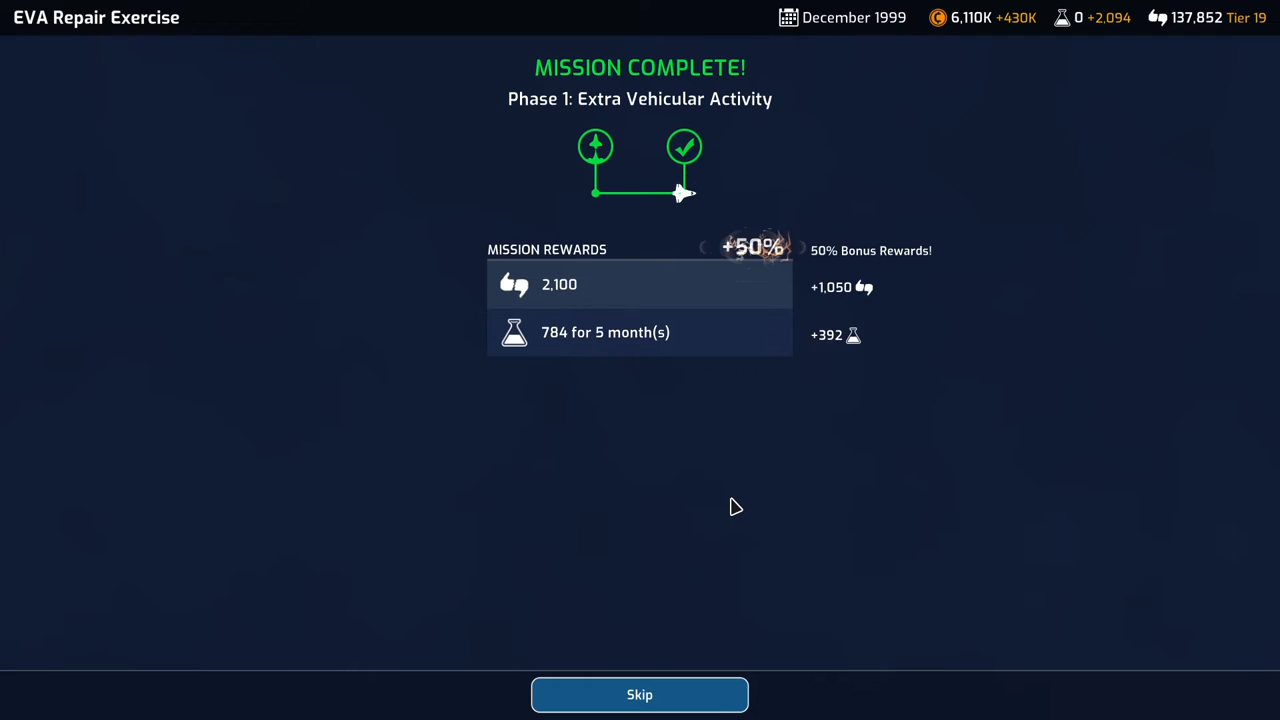 EVA Repair Exercise
December 1999
6,110K +430K
0 +2,094
137,852 Tier 19
MISSION COMPLETE!
Phase 1: Extra Vehicular Activity
MISSION REWARDS
+50%
50% Bonus Rewards!
2,100
+1,050
784 for 5 month(s)
+392
Skip